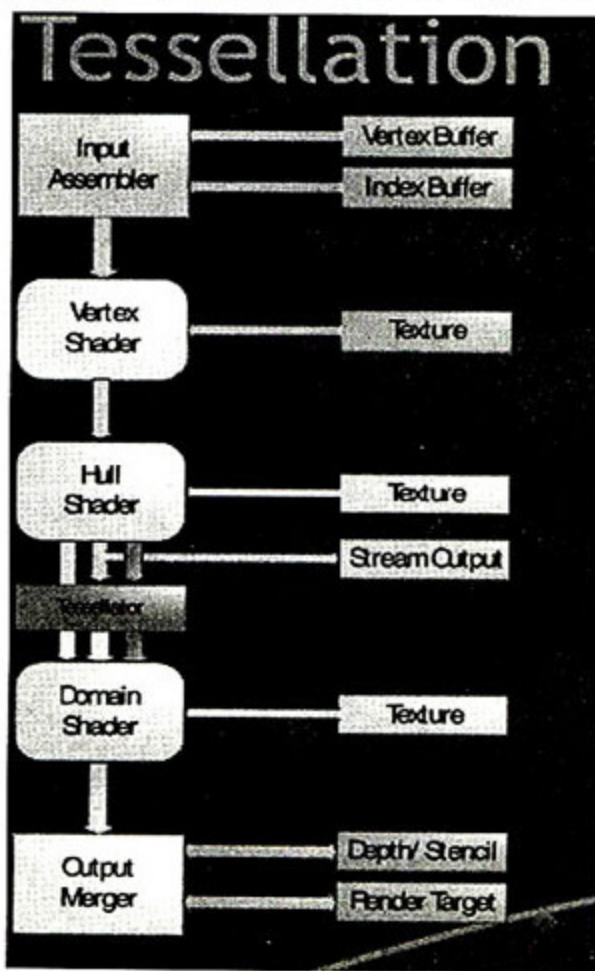 Tessellation
Input
Assembler
Vertex Buffer
Index Buffer
Vertex
Shader
Texture
Hull
Shader
Texture
Stream Output
Tessellator
Domain
Shader
Texture
Output
Merger
Depth/ Stencil
Render Target